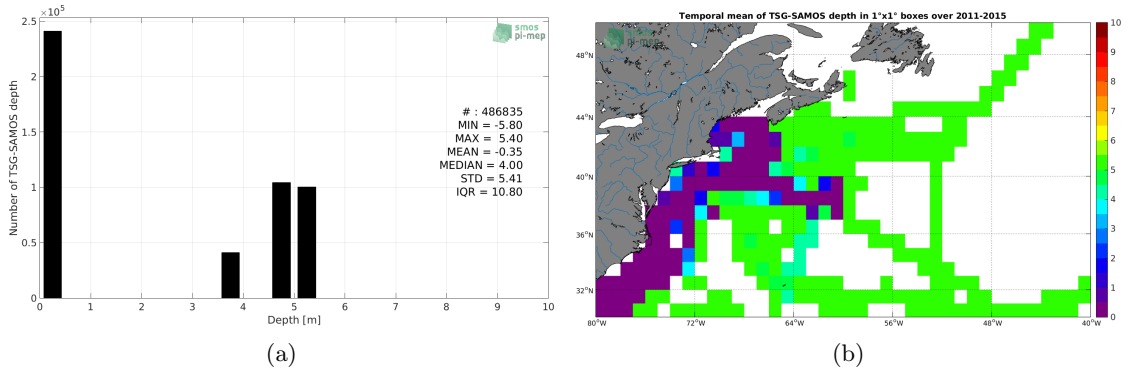 ×10⁵
2.5
2
1.5
1
0.5
0
0 1 2 3 4 5 6 7 8 9 10
Depth [m]
Number of TSG-SAMOS depth
smos
pi-mep
# : 486835
MIN = -5.80
MAX = 5.40
MEAN = -0.35
MEDIAN = 4.00
STD = 5.41
IQR = 10.80
(a)
Temporal mean of TSG-SAMOS depth in 1°x1° boxes over 2011-2015
smos
pi-mep
48°N
44°N
40°N
36°N
32°N
80°W 72°W 64°W 56°W 48°W 40°W
10
9
8
7
6
5
4
3
2
1
0
(b)